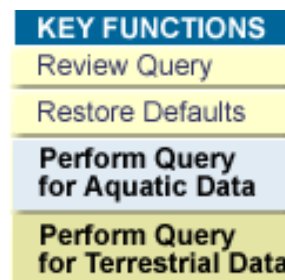 KEY FUNCTIONS
Review Query
Restore Defaults
Perform Query
for Aquatic Data
Perform Query
for Terrestrial Data